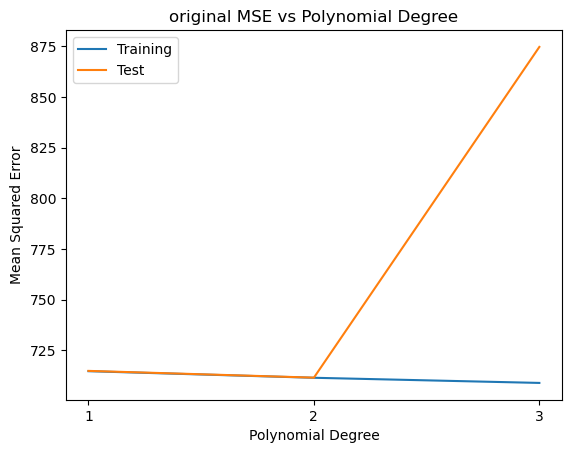 original MSE vs Polynomial Degree
Training
Test
Mean Squared Error
875
850
825
800
775
750
725
1 2 3
Polynomial Degree